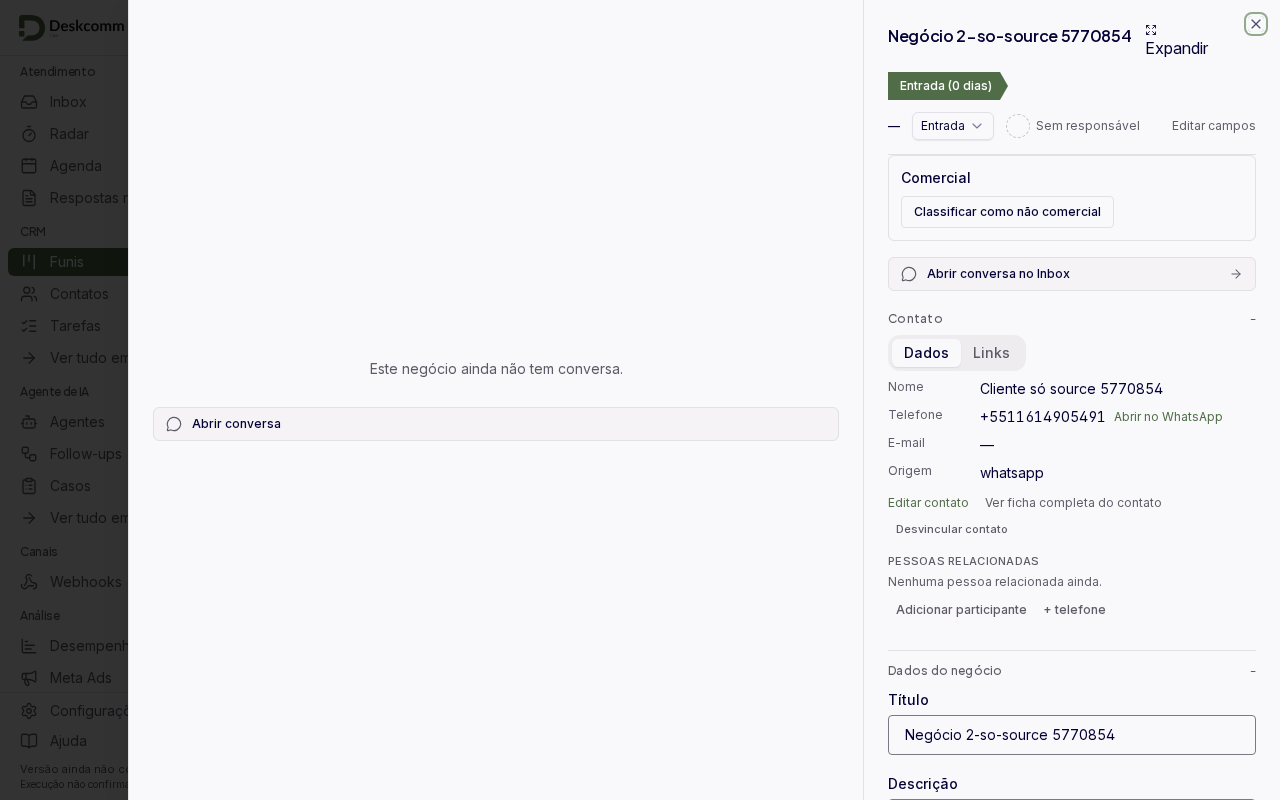 Deskcomm
Atendimento
Inbox
Radar
Agenda
Respostas r
CRM
Funis
Contatos
Tarefas
Ver tudo em
Agente de IA
Agentes
Follow-ups
Casos
Ver tudo em
Canais
Webhooks
Análise
Desempenh
Meta Ads
Configuraçõ
Ajuda
Versão ainda não co
Execução não confirma
Este negócio ainda não tem conversa.
Abrir conversa
Negócio 2-so-source 5770854
Expandir
Entrada (0 dias)
— Entrada Sem responsável Editar campos
Comercial
Classificar como não comercial
Abrir conversa no Inbox
Contato –
Dados Links
Nome Cliente só source 5770854
Telefone +5511614905491 Abrir no WhatsApp
E-mail —
Origem whatsapp
Editar contato Ver ficha completa do contato
Desvincular contato
PESSOAS RELACIONADAS
Nenhuma pessoa relacionada ainda.
Adicionar participante + telefone
Dados do negócio –
Título
Negócio 2-so-source 5770854
Descrição